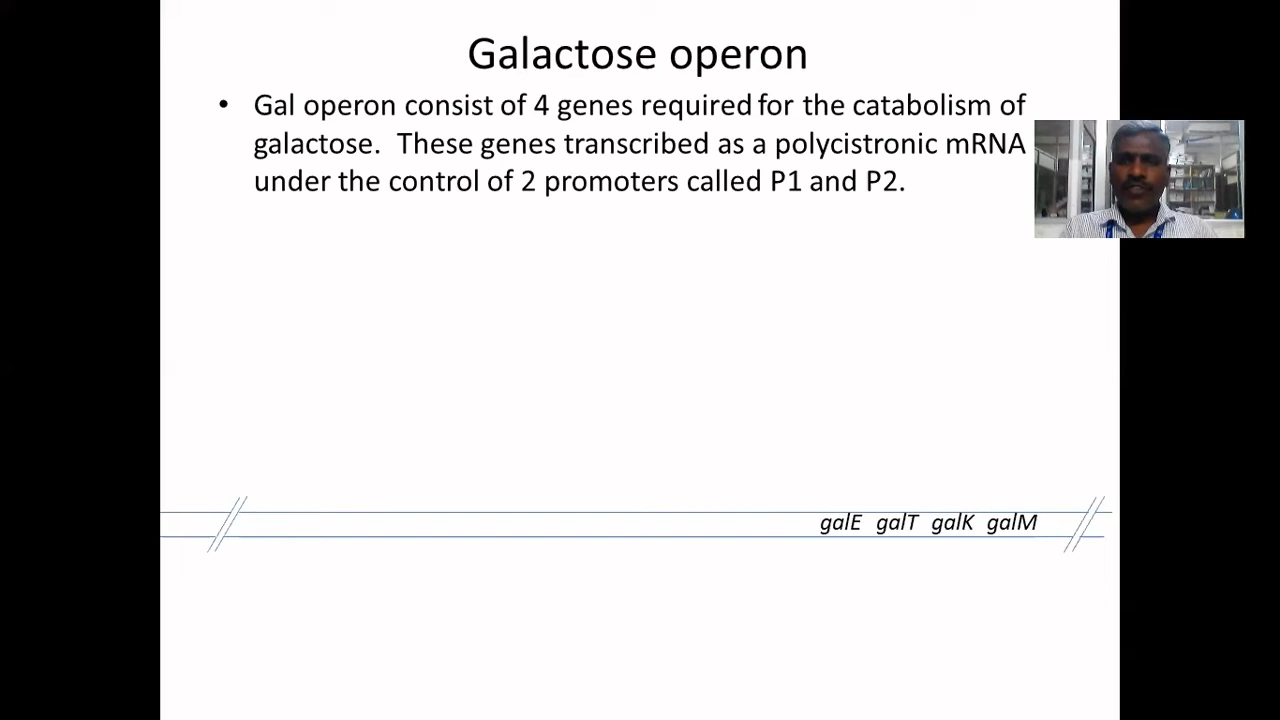 Galactose operon
• Gal operon consist of 4 genes required for the catabolism of
galactose.  These genes transcribed as a polycistronic mRNA
under the control of 2 promoters called P1 and P2.
galE galT galK galM